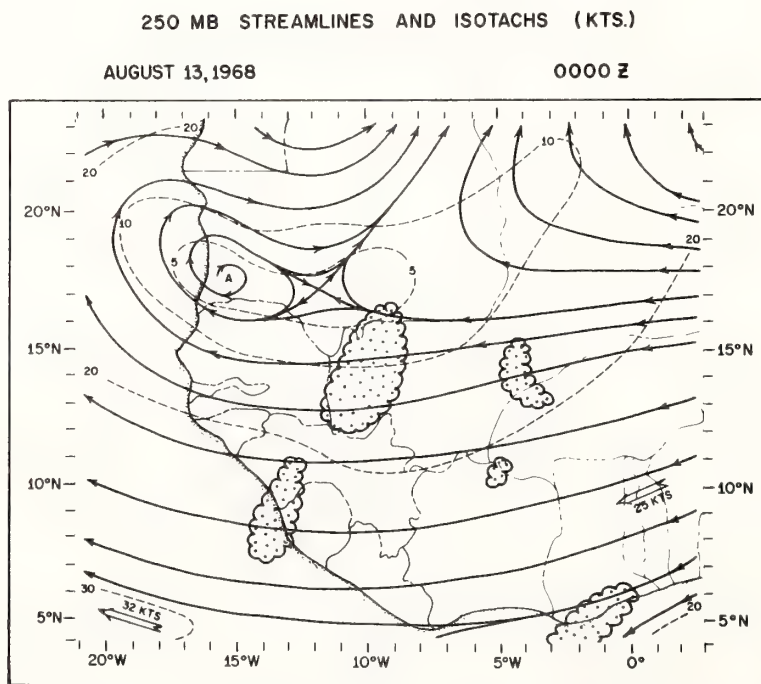 250 MB STREAMLINES AND ISOTACHS (KTS.)
AUGUST 13, 1968 0000 Z
20 10
20
20°N 10 20 20°N
5 A 5
15°N 15°N
20
10°N 10°N
25 KTS
30
32 KTS
5°N 20 5°N
20°W 15°W 10°W 5°W 0°